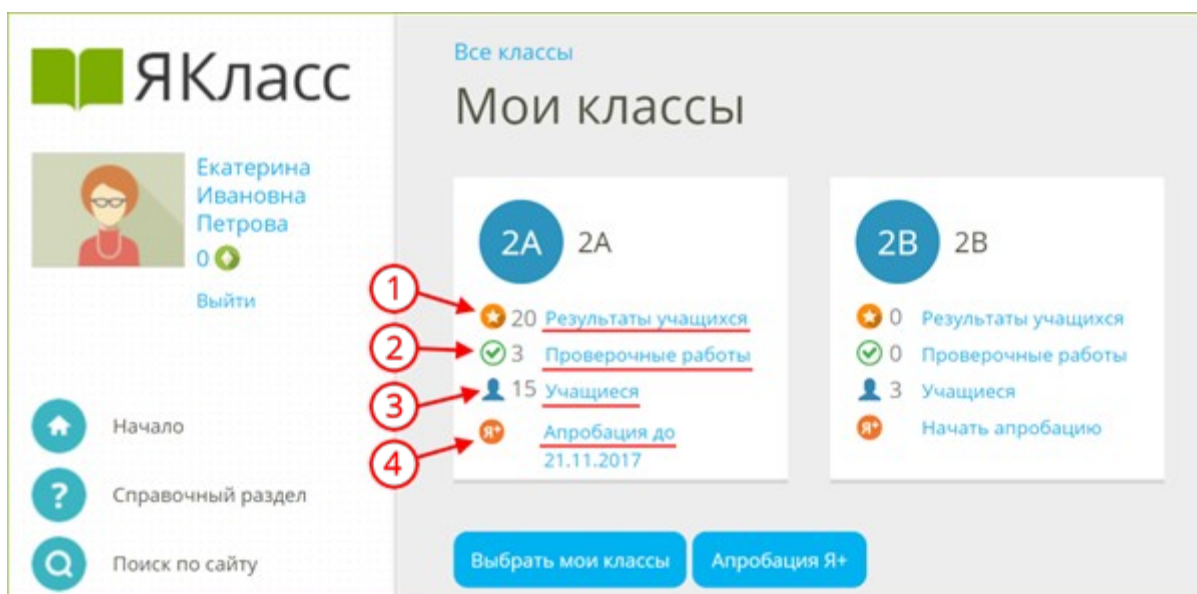 ЯКласс
Екатерина
Ивановна
Петрова
0
Выйти
Начало
?
Справочный раздел
Поиск по сайту
Все классы
Мои классы
2А 2А
1
20 Результаты учащихся
2
3 Проверочные работы
3
15 Учащиеся
4
Я+ Апробация до
21.11.2017
2В 2В
0 Результаты учащихся
0 Проверочные работы
3 Учащиеся
Я+ Начать апробацию
Выбрать мои классы
Апробация Я+